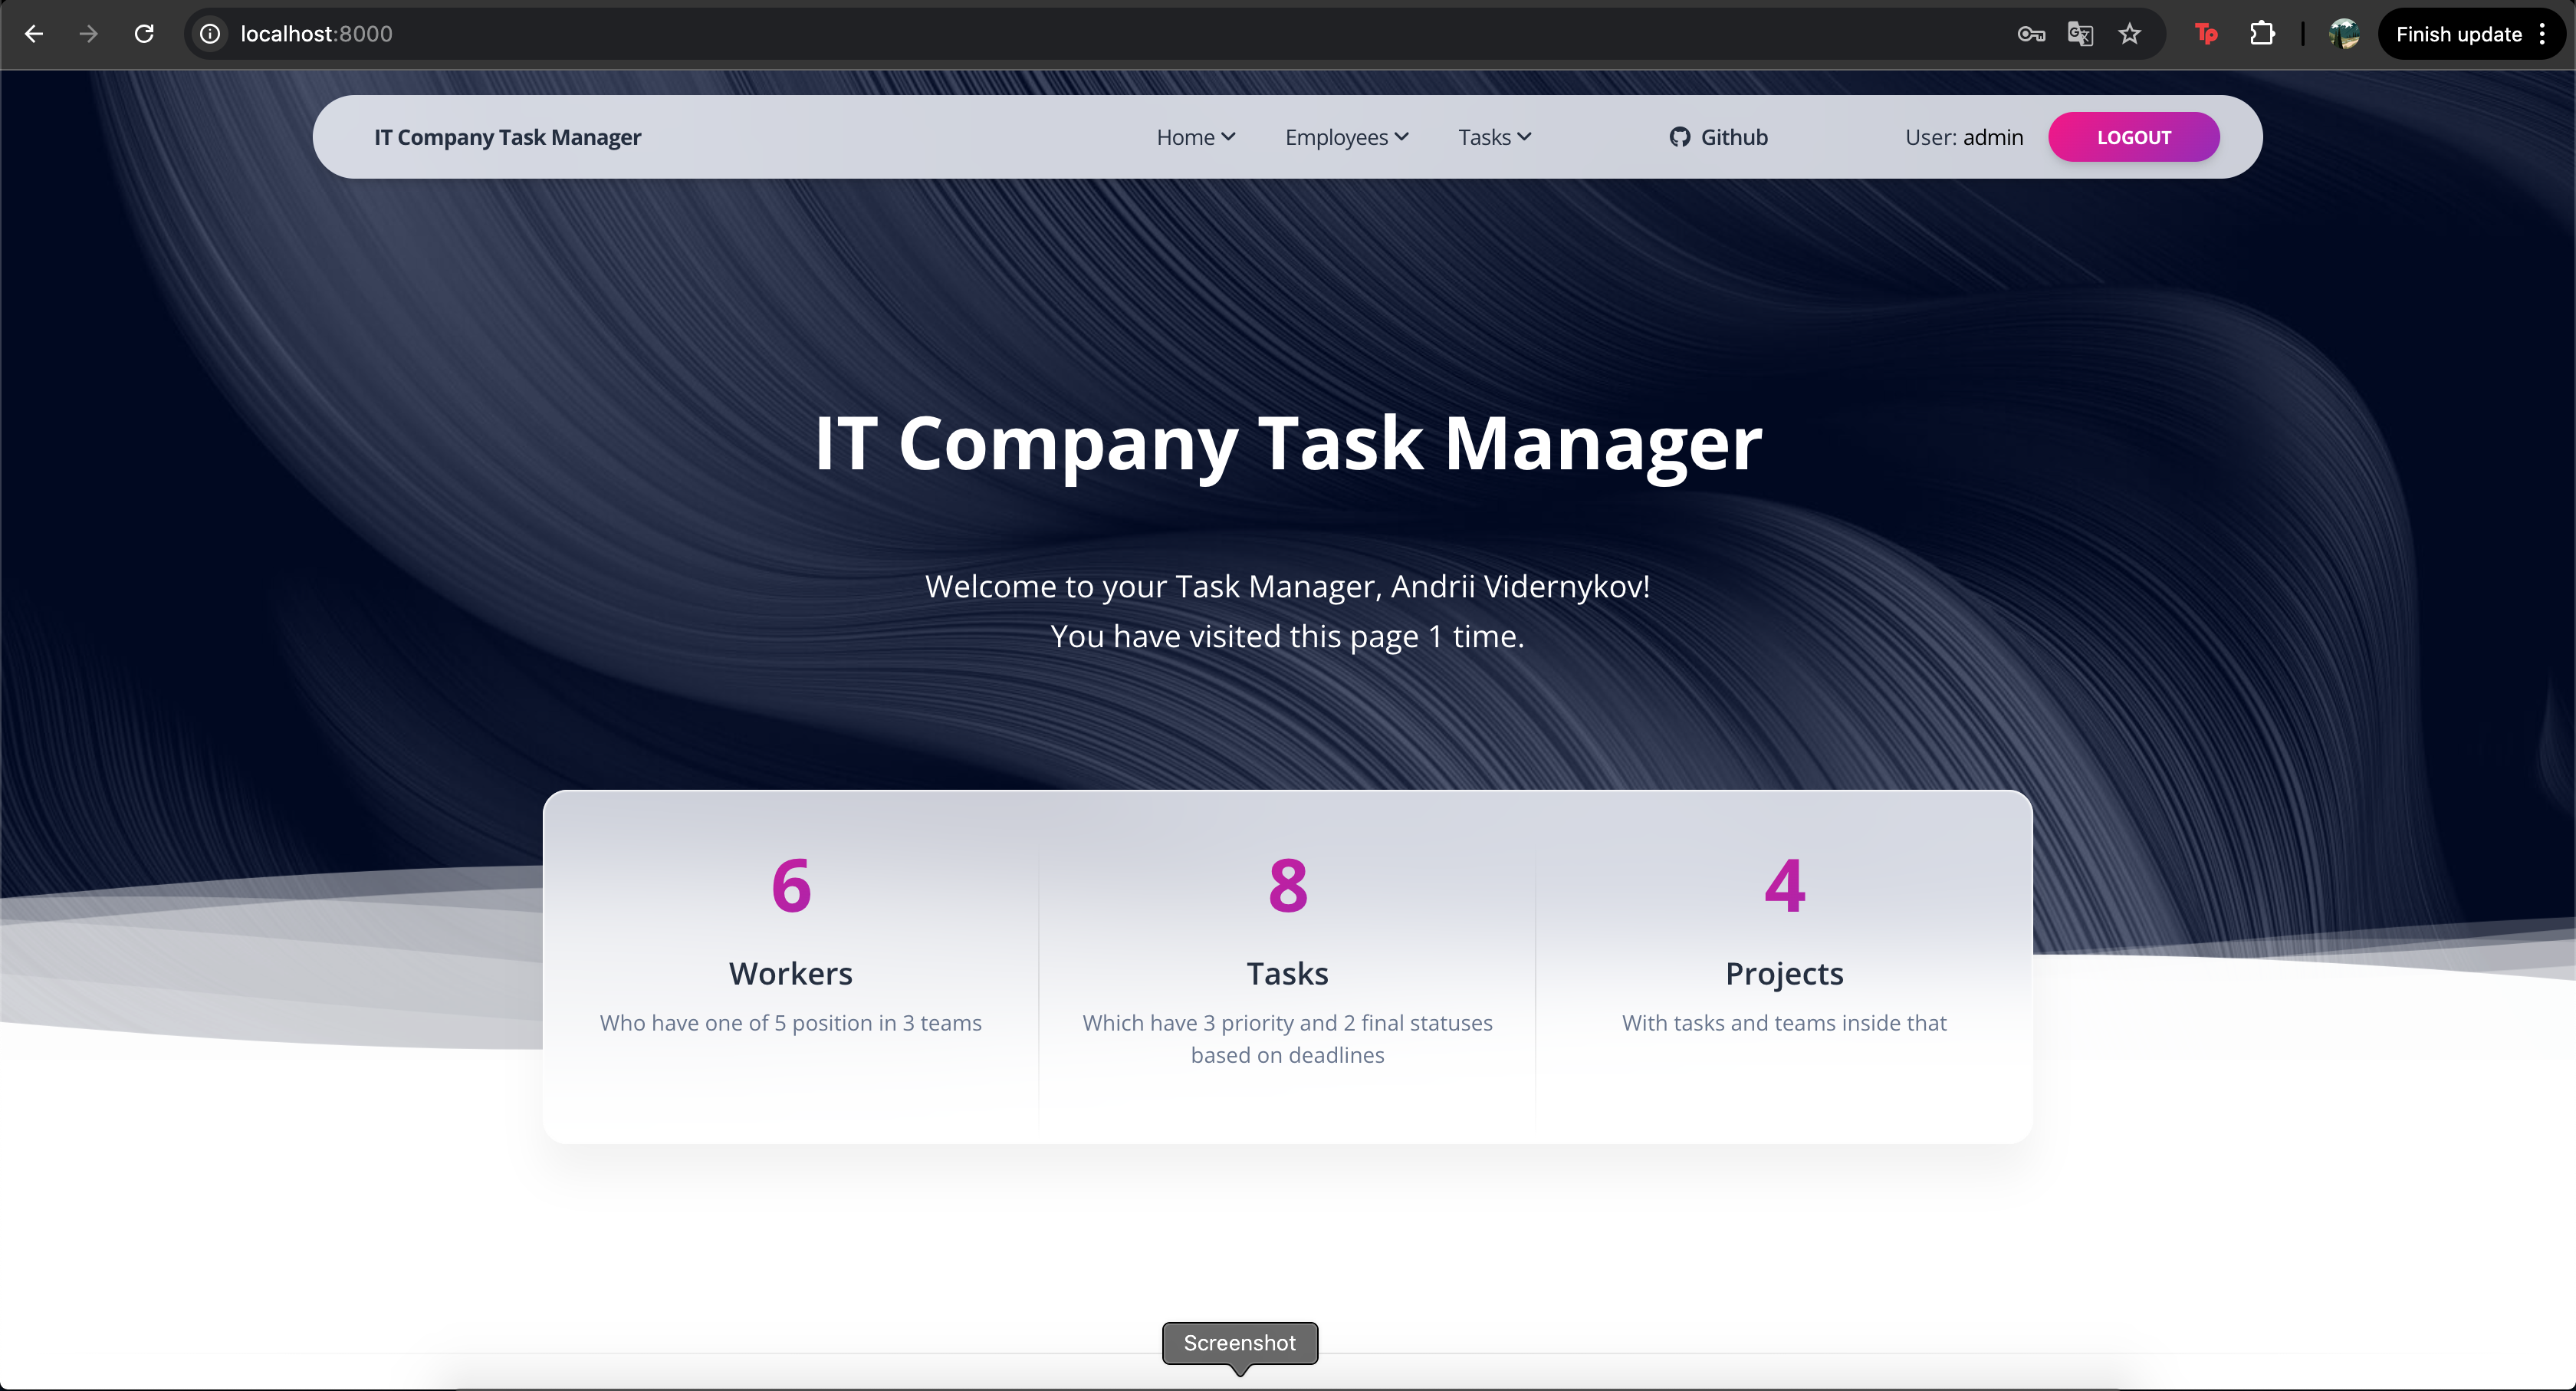 localhost:8000
Finish update
IT Company Task Manager
Home
Employees
Tasks
Github
User: admin
LOGOUT
IT Company Task Manager
Welcome to your Task Manager, Andrii Vidernykov!
You have visited this page 1 time.
6
Workers
Who have one of 5 position in 3 teams
8
Tasks
Which have 3 priority and 2 final statuses
based on deadlines
4
Projects
With tasks and teams inside that
Screenshot